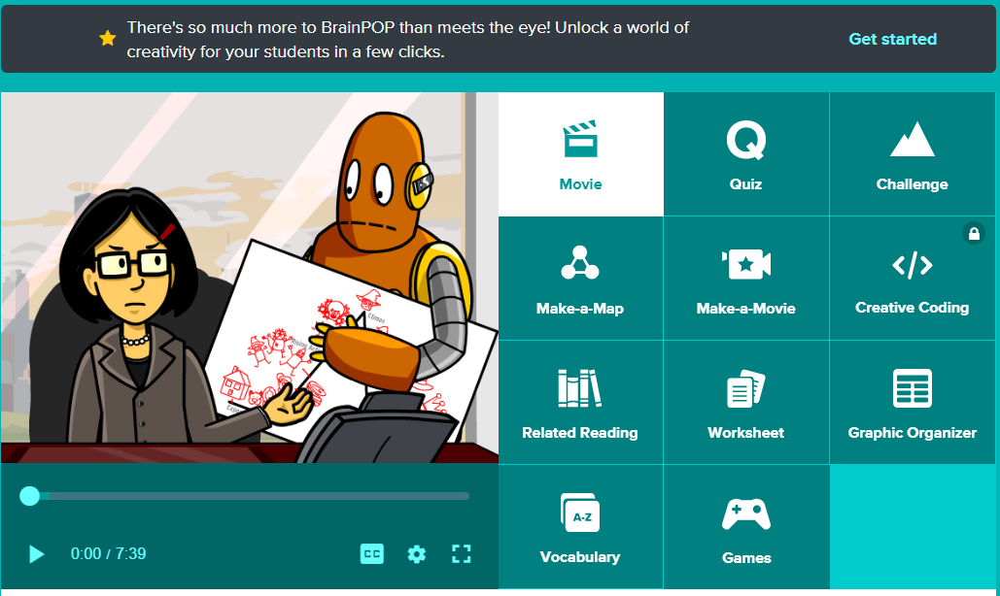 There's so much more to BrainPOP than meets the eye! Unlock a world of
creativity for your students in a few clicks.
Get started
Movie
Quiz
Challenge
Make-a-Map
Make-a-Movie
Creative Coding
Related Reading
Worksheet
Graphic Organizer
A-Z
Vocabulary
Games
Climax
0:00 / 7:39
CC